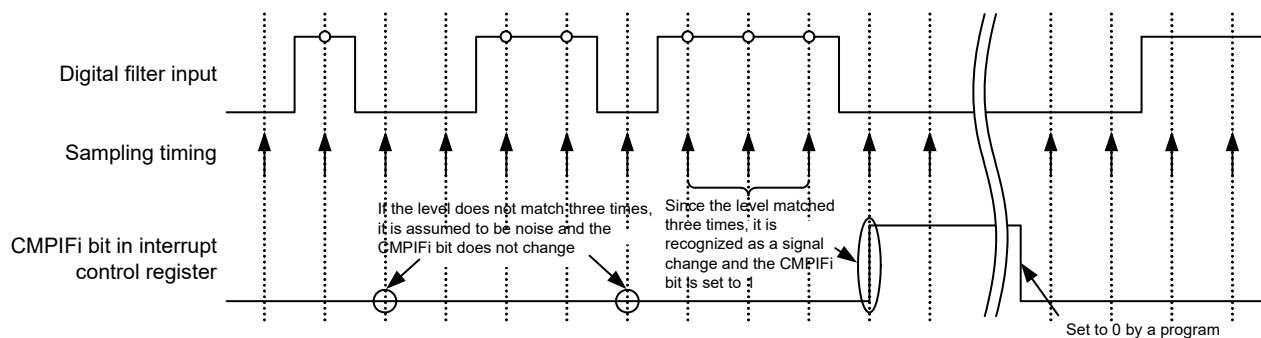 Digital filter input
Sampling timing
If the level does not match three times,
it is assumed to be noise and the
CMPIFi bit does not change
Since the level matched
three times, it is
recognized as a signal
change and the CMPIFi
bit is set to 1
CMPIFi bit in interrupt
control register
Set to 0 by a program